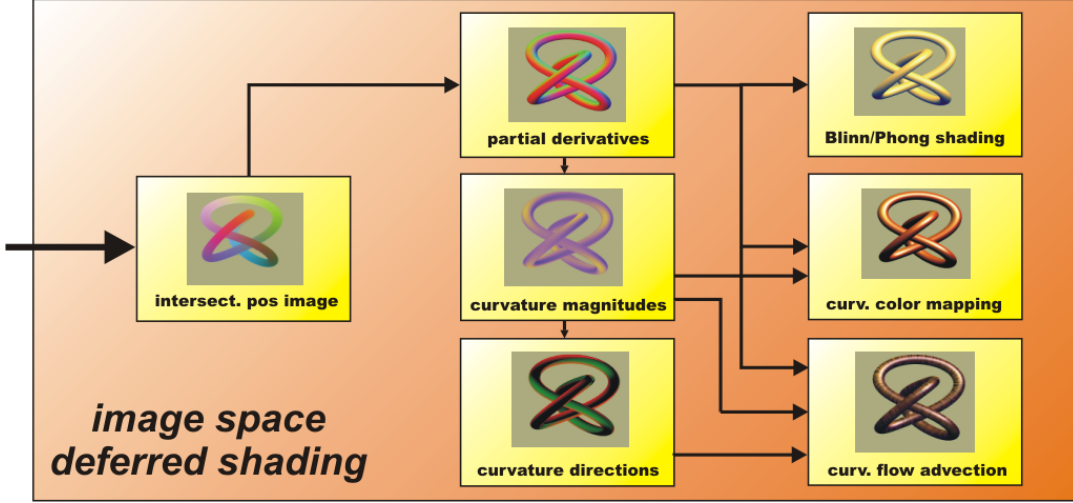 partial derivatives
Blinn/Phong shading
intersect. pos image
curvature magnitudes
curv. color mapping
image space
deferred shading
curvature directions
curv. flow advection